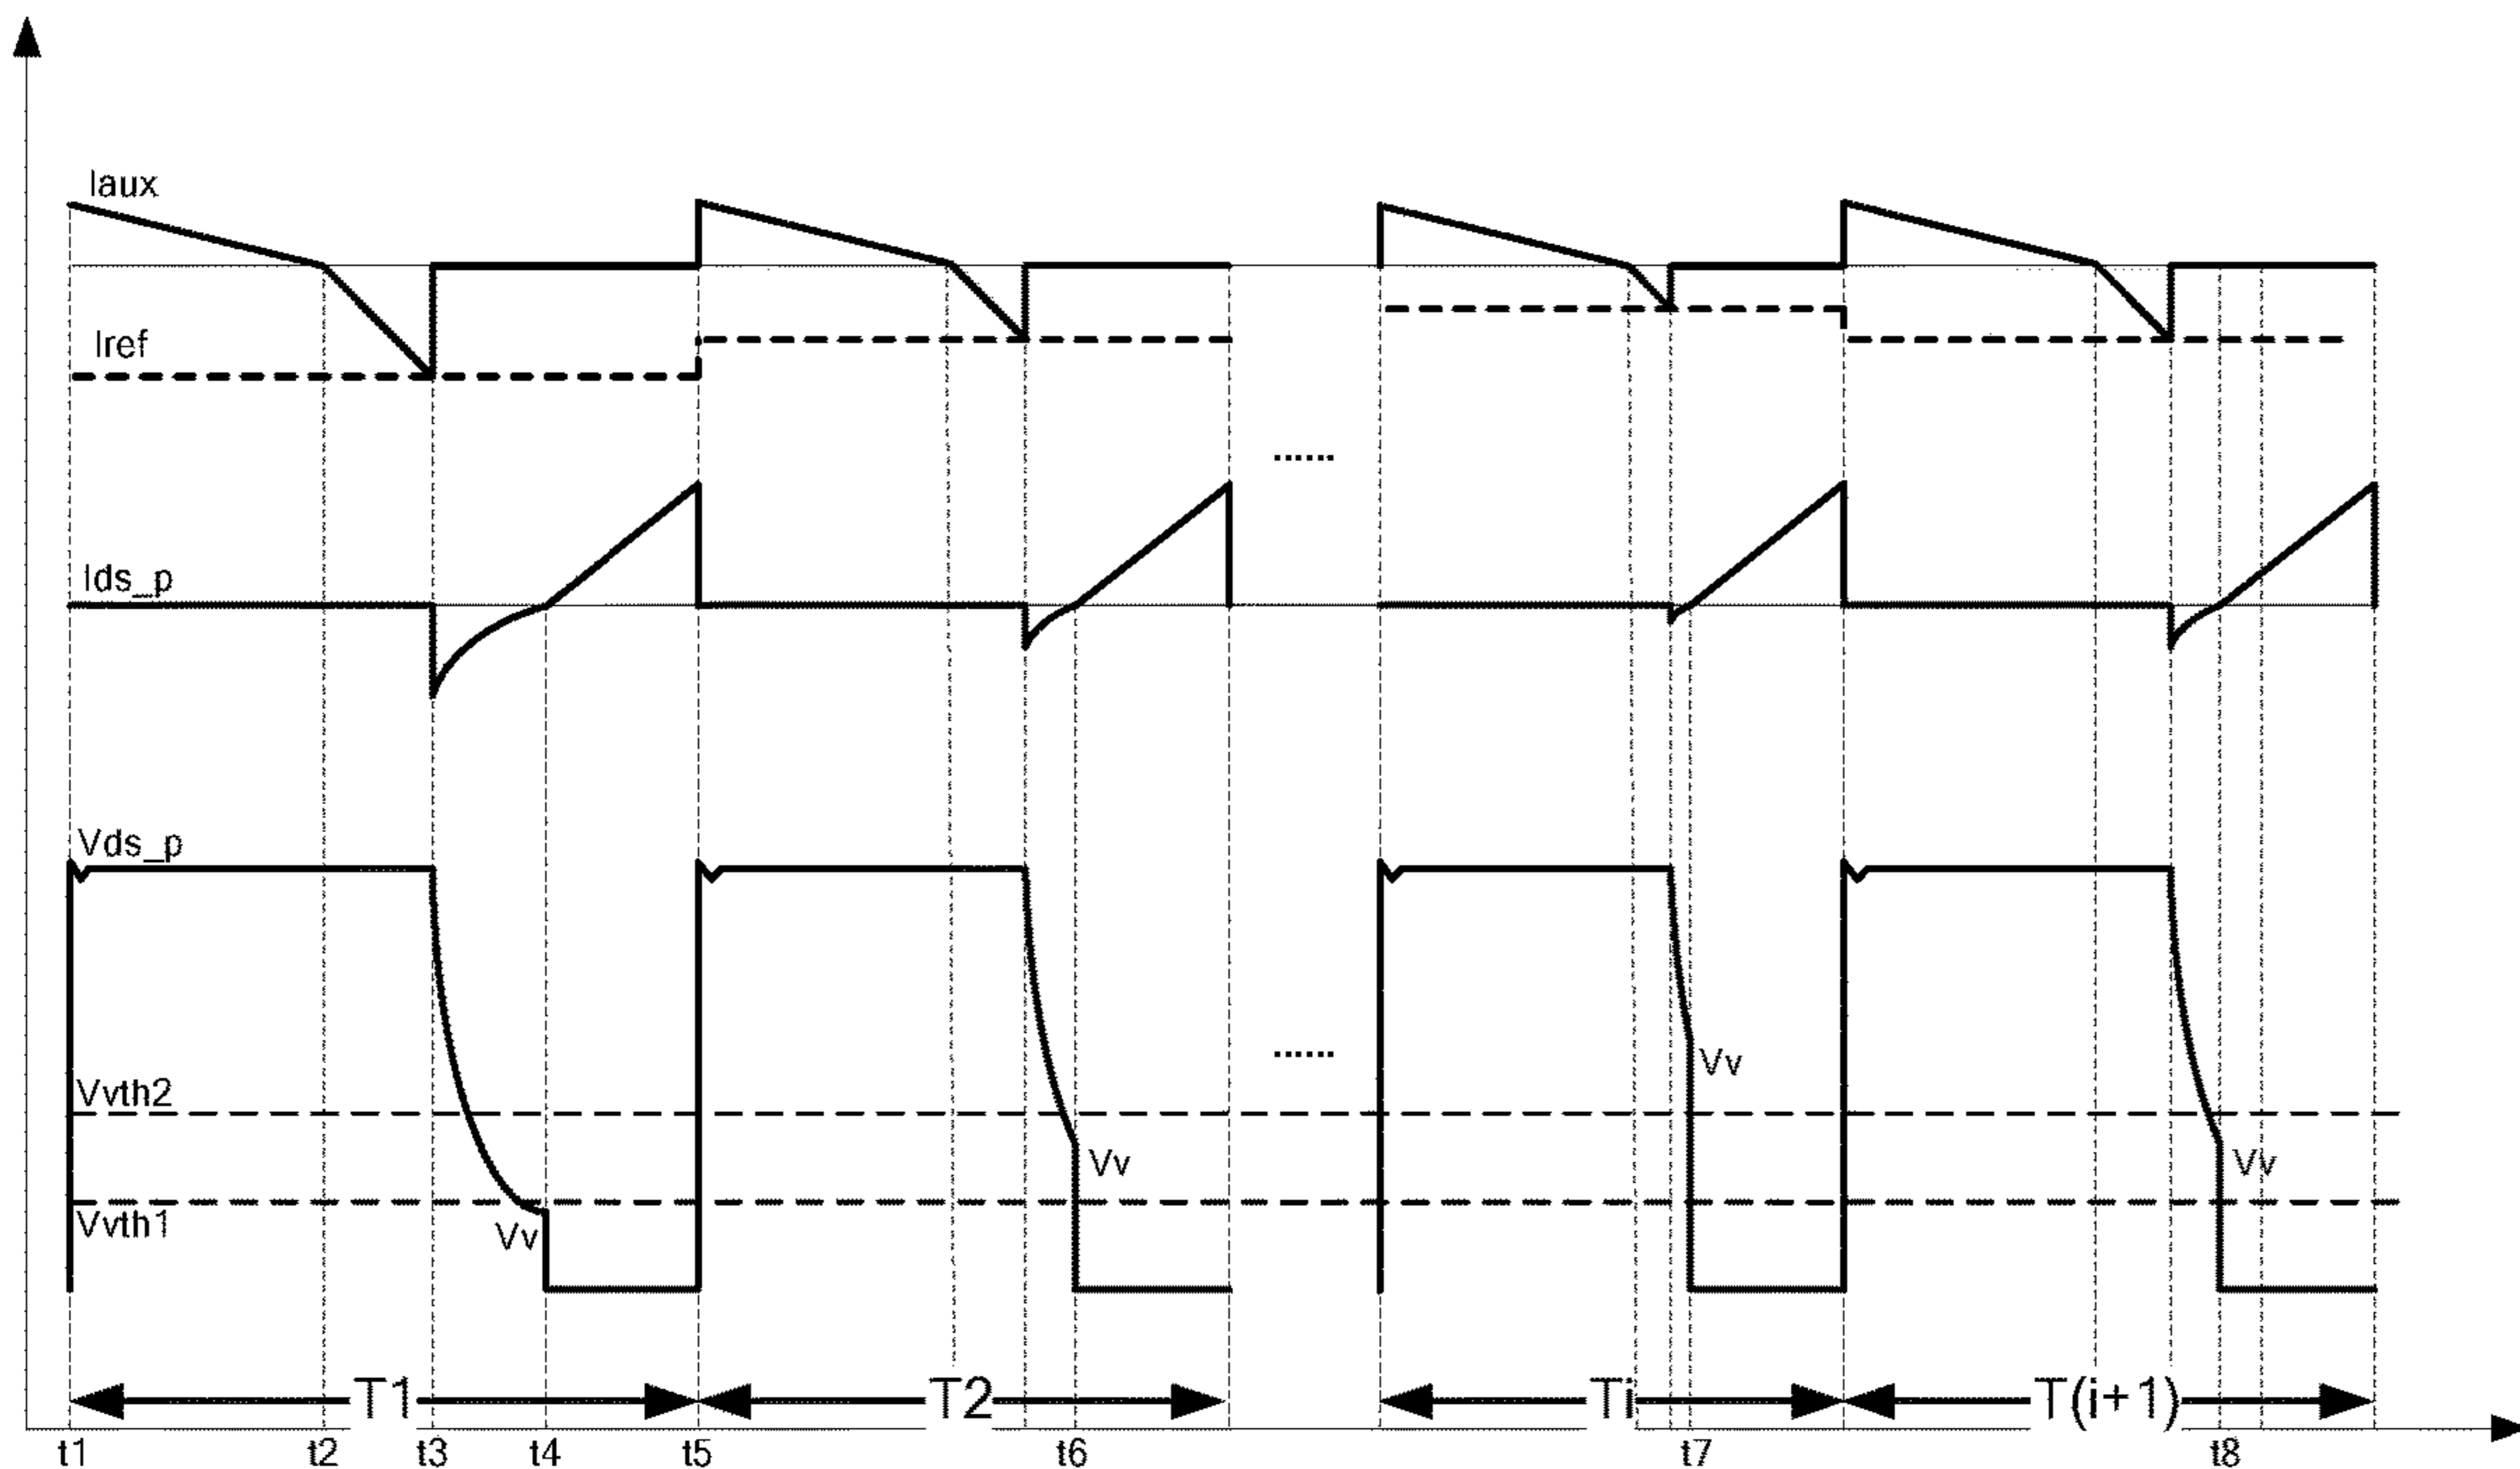 Iaux
Iref
......
Ids_p
Vds_p
......
Vv
Vvth2
Vv
Vv
Vvth1
Vv
T1
T2
Ti
T(i+1)
t1
t2
t3
t4
t5
t6
t7
t8